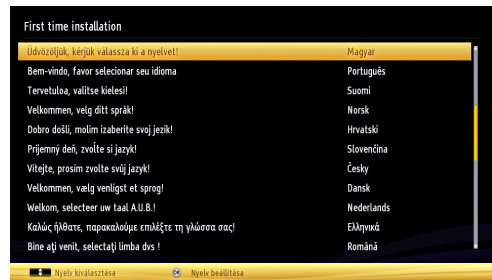 First time installation
Üdvözöljük, kérjük válassza ki a nyelvet! Magyar
Bem-vindo, favor selecionar seu idioma Português
Tervetuloa, valitse kielesi! Suomi
Velkommen, velg ditt språk! Norsk
Dobro došli, molim izaberite svoj jezik! Hrvatski
Príjemný deň, zvoľte si jazyk! Slovenčina
Vitejte, prosím zvolte svůj jazyk! Česky
Velkommen, vælg venligst et sprog! Dansk
Welkom, selecteer uw taal A.U.B.! Nederlands
Καλώς ήλθατε, παρακαλούμε επιλέξτε τη γλώσσα σας! Ελληνικά
Bine aţi venit, selectaţi limba dvs ! Română
Nyelv kiválasztása OK Nyelv beállítása